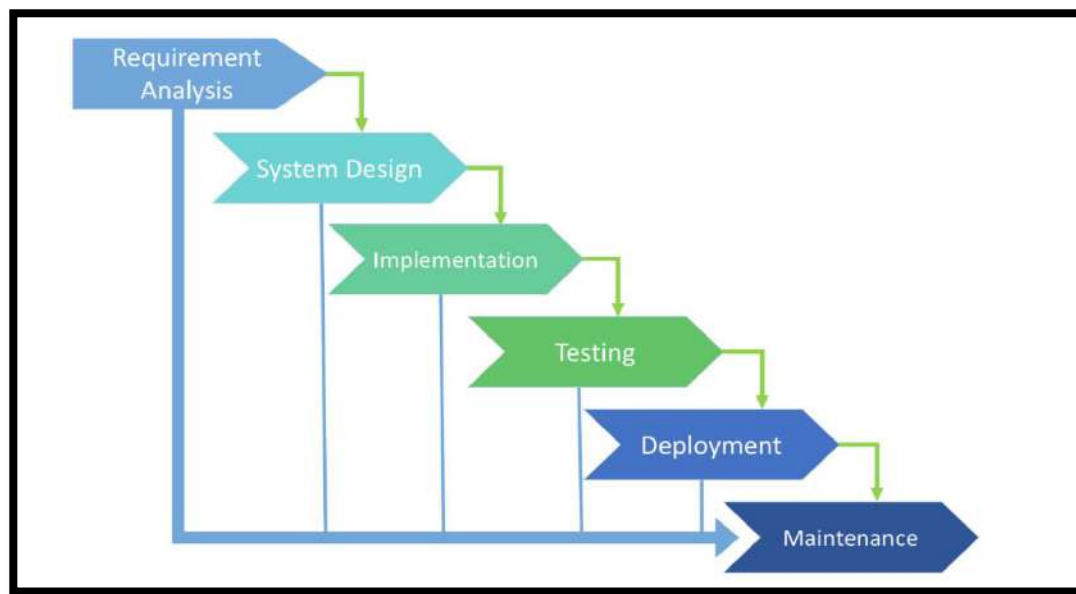 Requirement
Analysis
System Design
Implementation
Testing
Deployment
Maintenance